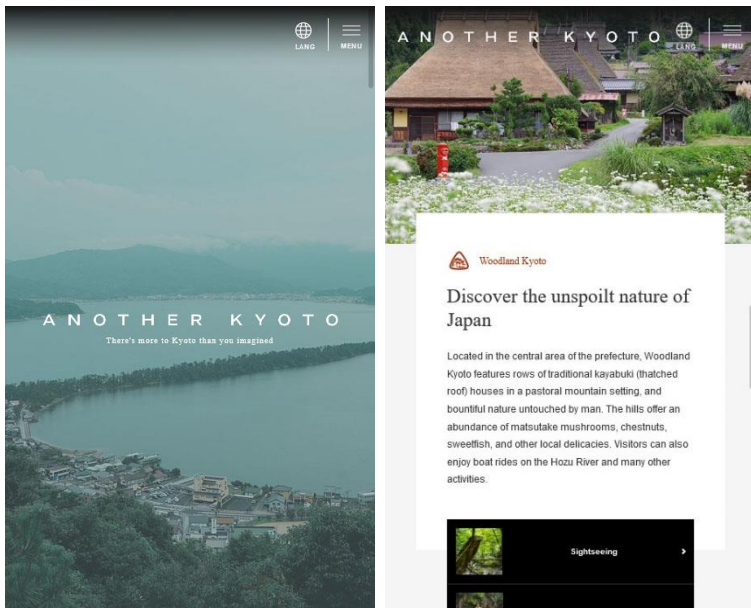 LANG
MENU
ANOTHER KYOTO
There's more to Kyoto than you imagined
ANOTHER KYOTO
LANG
MENU
Woodland Kyoto
Discover the unspoilt nature of
Japan
Located in the central area of the prefecture, Woodland
Kyoto features rows of traditional kayabuki (thatched
roof) houses in a pastoral mountain setting, and
bountiful nature untouched by man. The hills offer an
abundance of matsutake mushrooms, chestnuts,
sweetfish, and other local delicacies. Visitors can also
enjoy boat rides on the Hozu River and many other
activities.
Sightseeing